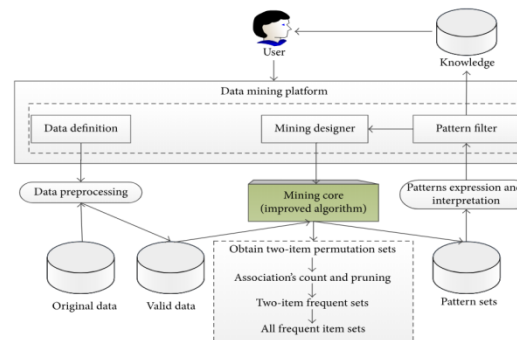 User
Knowledge
Data mining platform
Data definition
Mining designer
Pattern filter
Data preprocessing
Mining core
(improved algorithm)
Patterns expression and
interpretation
Obtain two-item permutation sets
Association's count and pruning
Two-item frequent sets
All frequent item sets
Original data
Valid data
Pattern sets